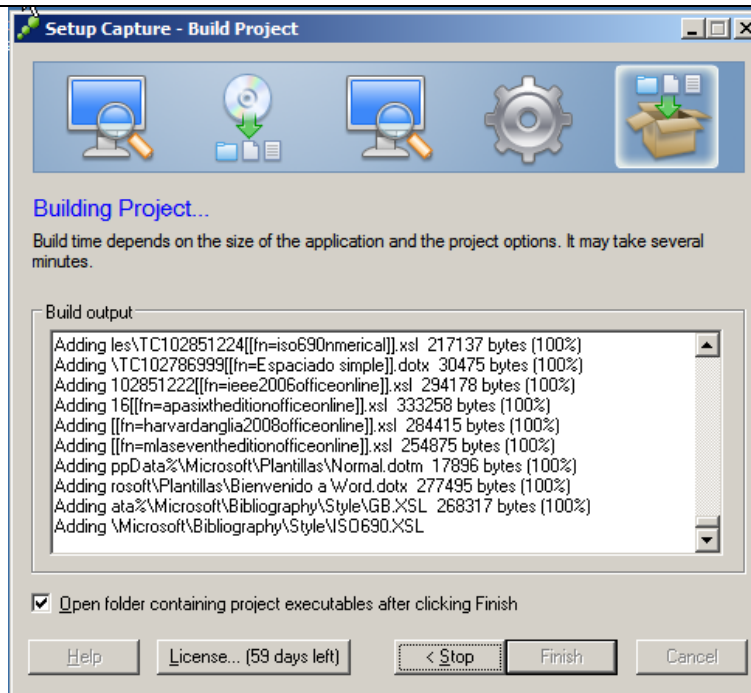 Setup Capture - Build Project
Building Project...
Build time depends on the size of the application and the project options. It may take several
minutes.
Build output
Adding les\TC102851224[[fn=iso690nmerical]].xsl  217137 bytes (100%)
Adding \TC102786999[[fn=Espaciado simple]].dotx  30475 bytes (100%)
Adding 102851222[[fn=ieee2006officeonline]].xsl  294178 bytes (100%)
Adding 16[[fn=apasixtheditionofficeonline]].xsl  333258 bytes (100%)
Adding [[fn=harvardanglia2008officeonline]].xsl  284415 bytes (100%)
Adding [[fn=mlaseventheditionofficeonline]].xsl  254875 bytes (100%)
Adding ppData%\Microsoft\Plantillas\Normal.dotm  17896 bytes (100%)
Adding rosoft\Plantillas\Bienvenido a Word.dotx  277495 bytes (100%)
Adding ata%\Microsoft\Bibliography\Style\GB.XSL  268317 bytes (100%)
Adding \Microsoft\Bibliography\Style\ISO690.XSL
Open folder containing project executables after clicking Finish
Help License... (59 days left) < Stop Finish Cancel